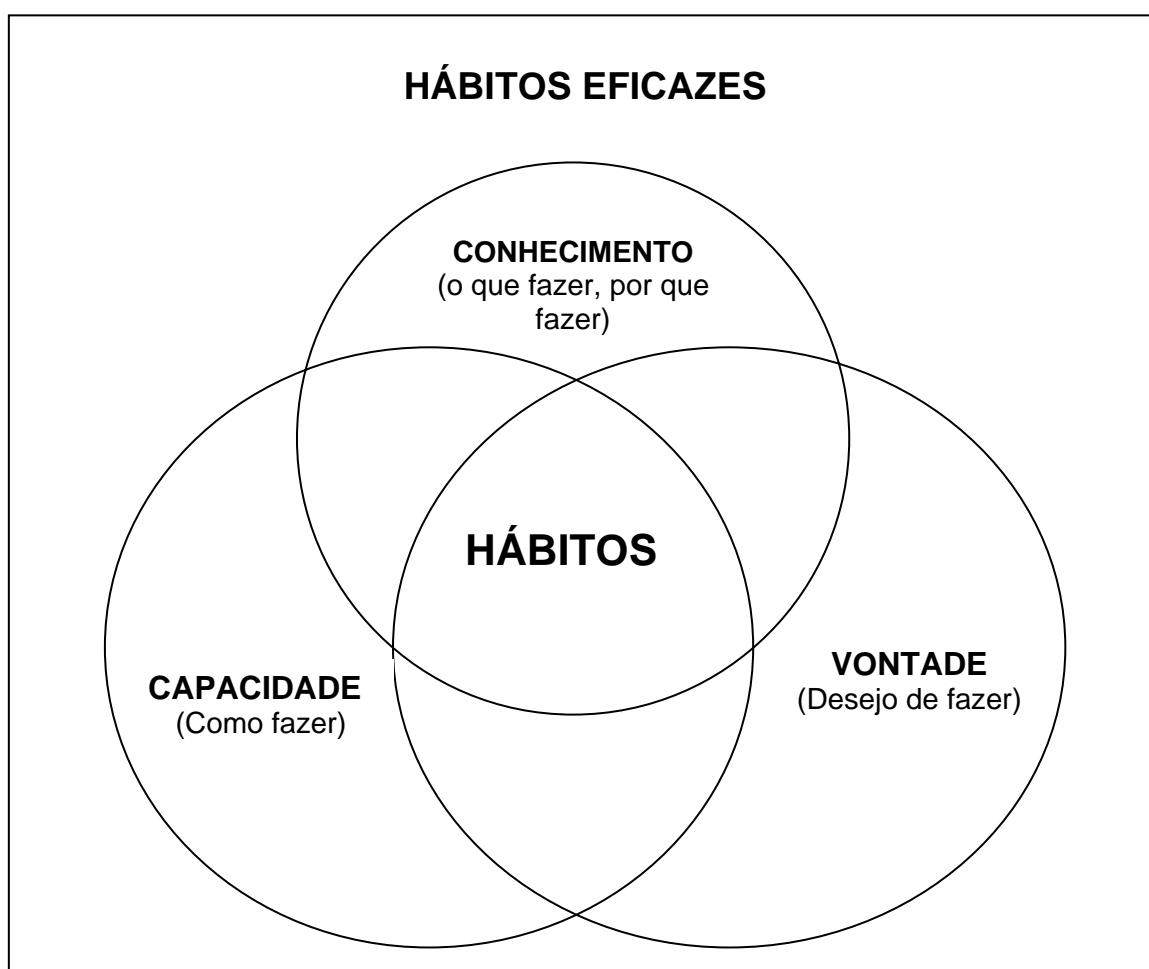 HÁBITOS EFICAZES
CONHECIMENTO
(o que fazer, por que
fazer)
HÁBITOS
CAPACIDADE
(Como fazer)
VONTADE
(Desejo de fazer)